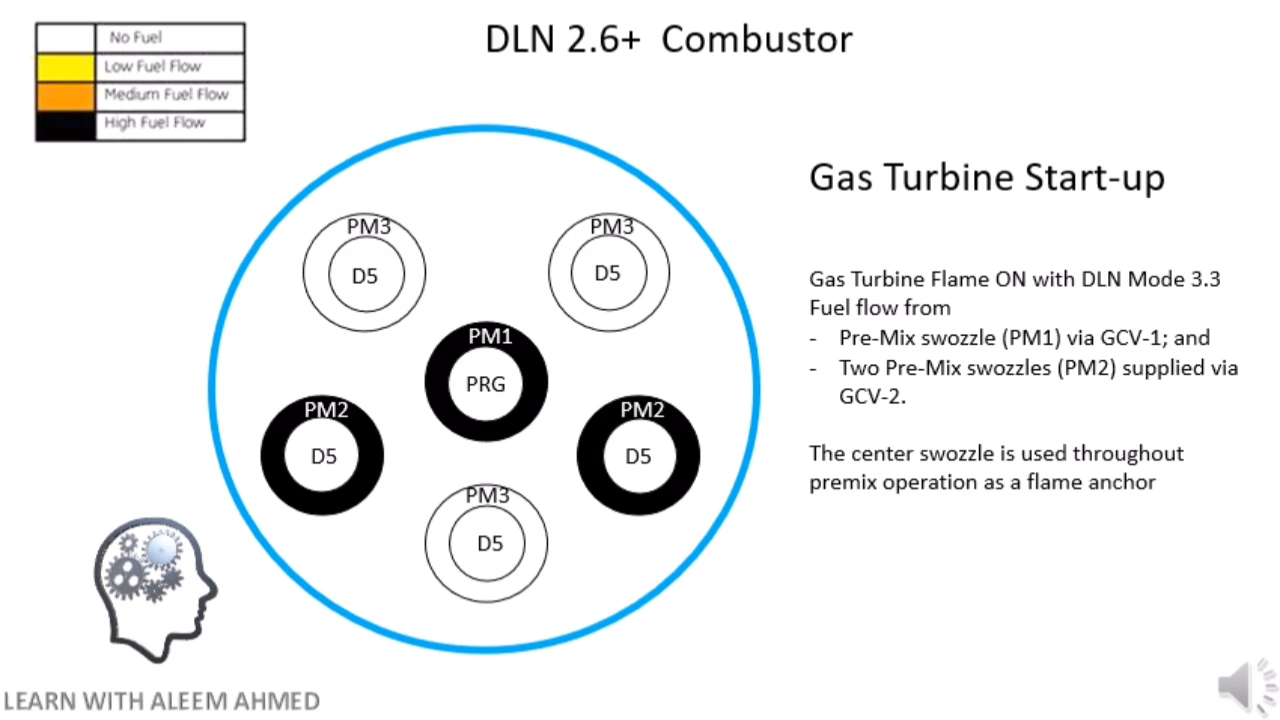 DLN 2.6+ Combustor
No Fuel
Low Fuel Flow
Medium Fuel Flow
High Fuel Flow
Gas Turbine Start-up
PM3
D5
PM3
D5
PM1
PRG
PM2
D5
PM2
D5
PM3
D5
Gas Turbine Flame ON with DLN Mode 3.3
Fuel flow from
- Pre-Mix swozzle (PM1) via GCV-1; and
- Two Pre-Mix swozzles (PM2) supplied via
GCV-2.
The center swozzle is used throughout
premix operation as a flame anchor
LEARN WITH ALEEM AHMED